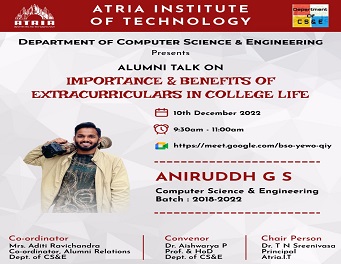 ATRIA INSTITUTE
OF TECHNOLOGY
ATRIA
Department Of CS&E
DEPARTMENT OF COMPUTER SCIENCE & ENGINEERING
Presents
ALUMNI TALK ON
IMPORTANCE & BENEFITS OF
EXTRACURRICULARS IN COLLEGE LIFE
10th December 2022
9:30am - 11:00am
https://meet.google.com/bso-yewo-qiy
ANIRUDDH G S
Computer Science & Engineering
Batch : 2018-2022
Co-ordinator
Mrs. Aditi Ravichandra
Co-ordinator, Alumni Relations
Dept. of CS&E
Convenor
Dr. Aishwarya P
Prof. & HoD
Dept. of CS&E
Chair Person
Dr. T N Sreenivasa
Principal
Atria.I.T